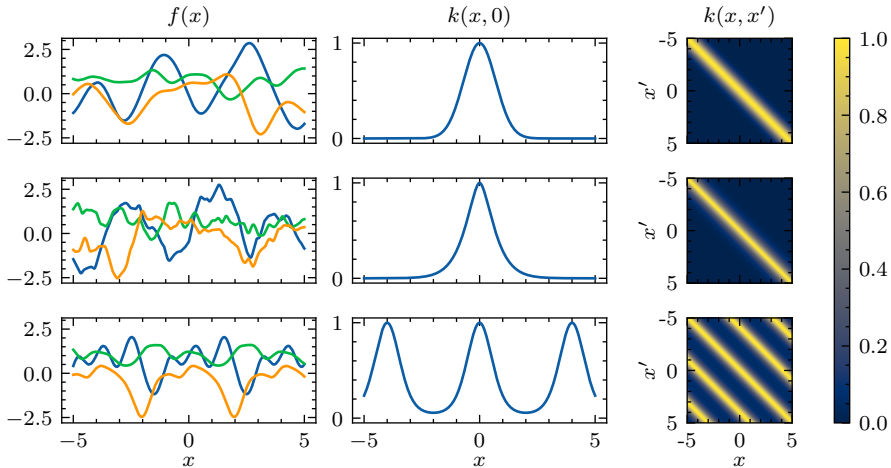 f(x) k(x, 0) k(x, x′)
2.5 0.0 −2.5 1 0 -5 0 5 x′
2.5 0.0 −2.5 1 0 -5 0 5 x′
2.5 0.0 −2.5 1 0 -5 0 5 x′
−5 0 5 −5 0 5 -5 0 5
x x x
1.0
0.8
0.6
0.4
0.2
0.0